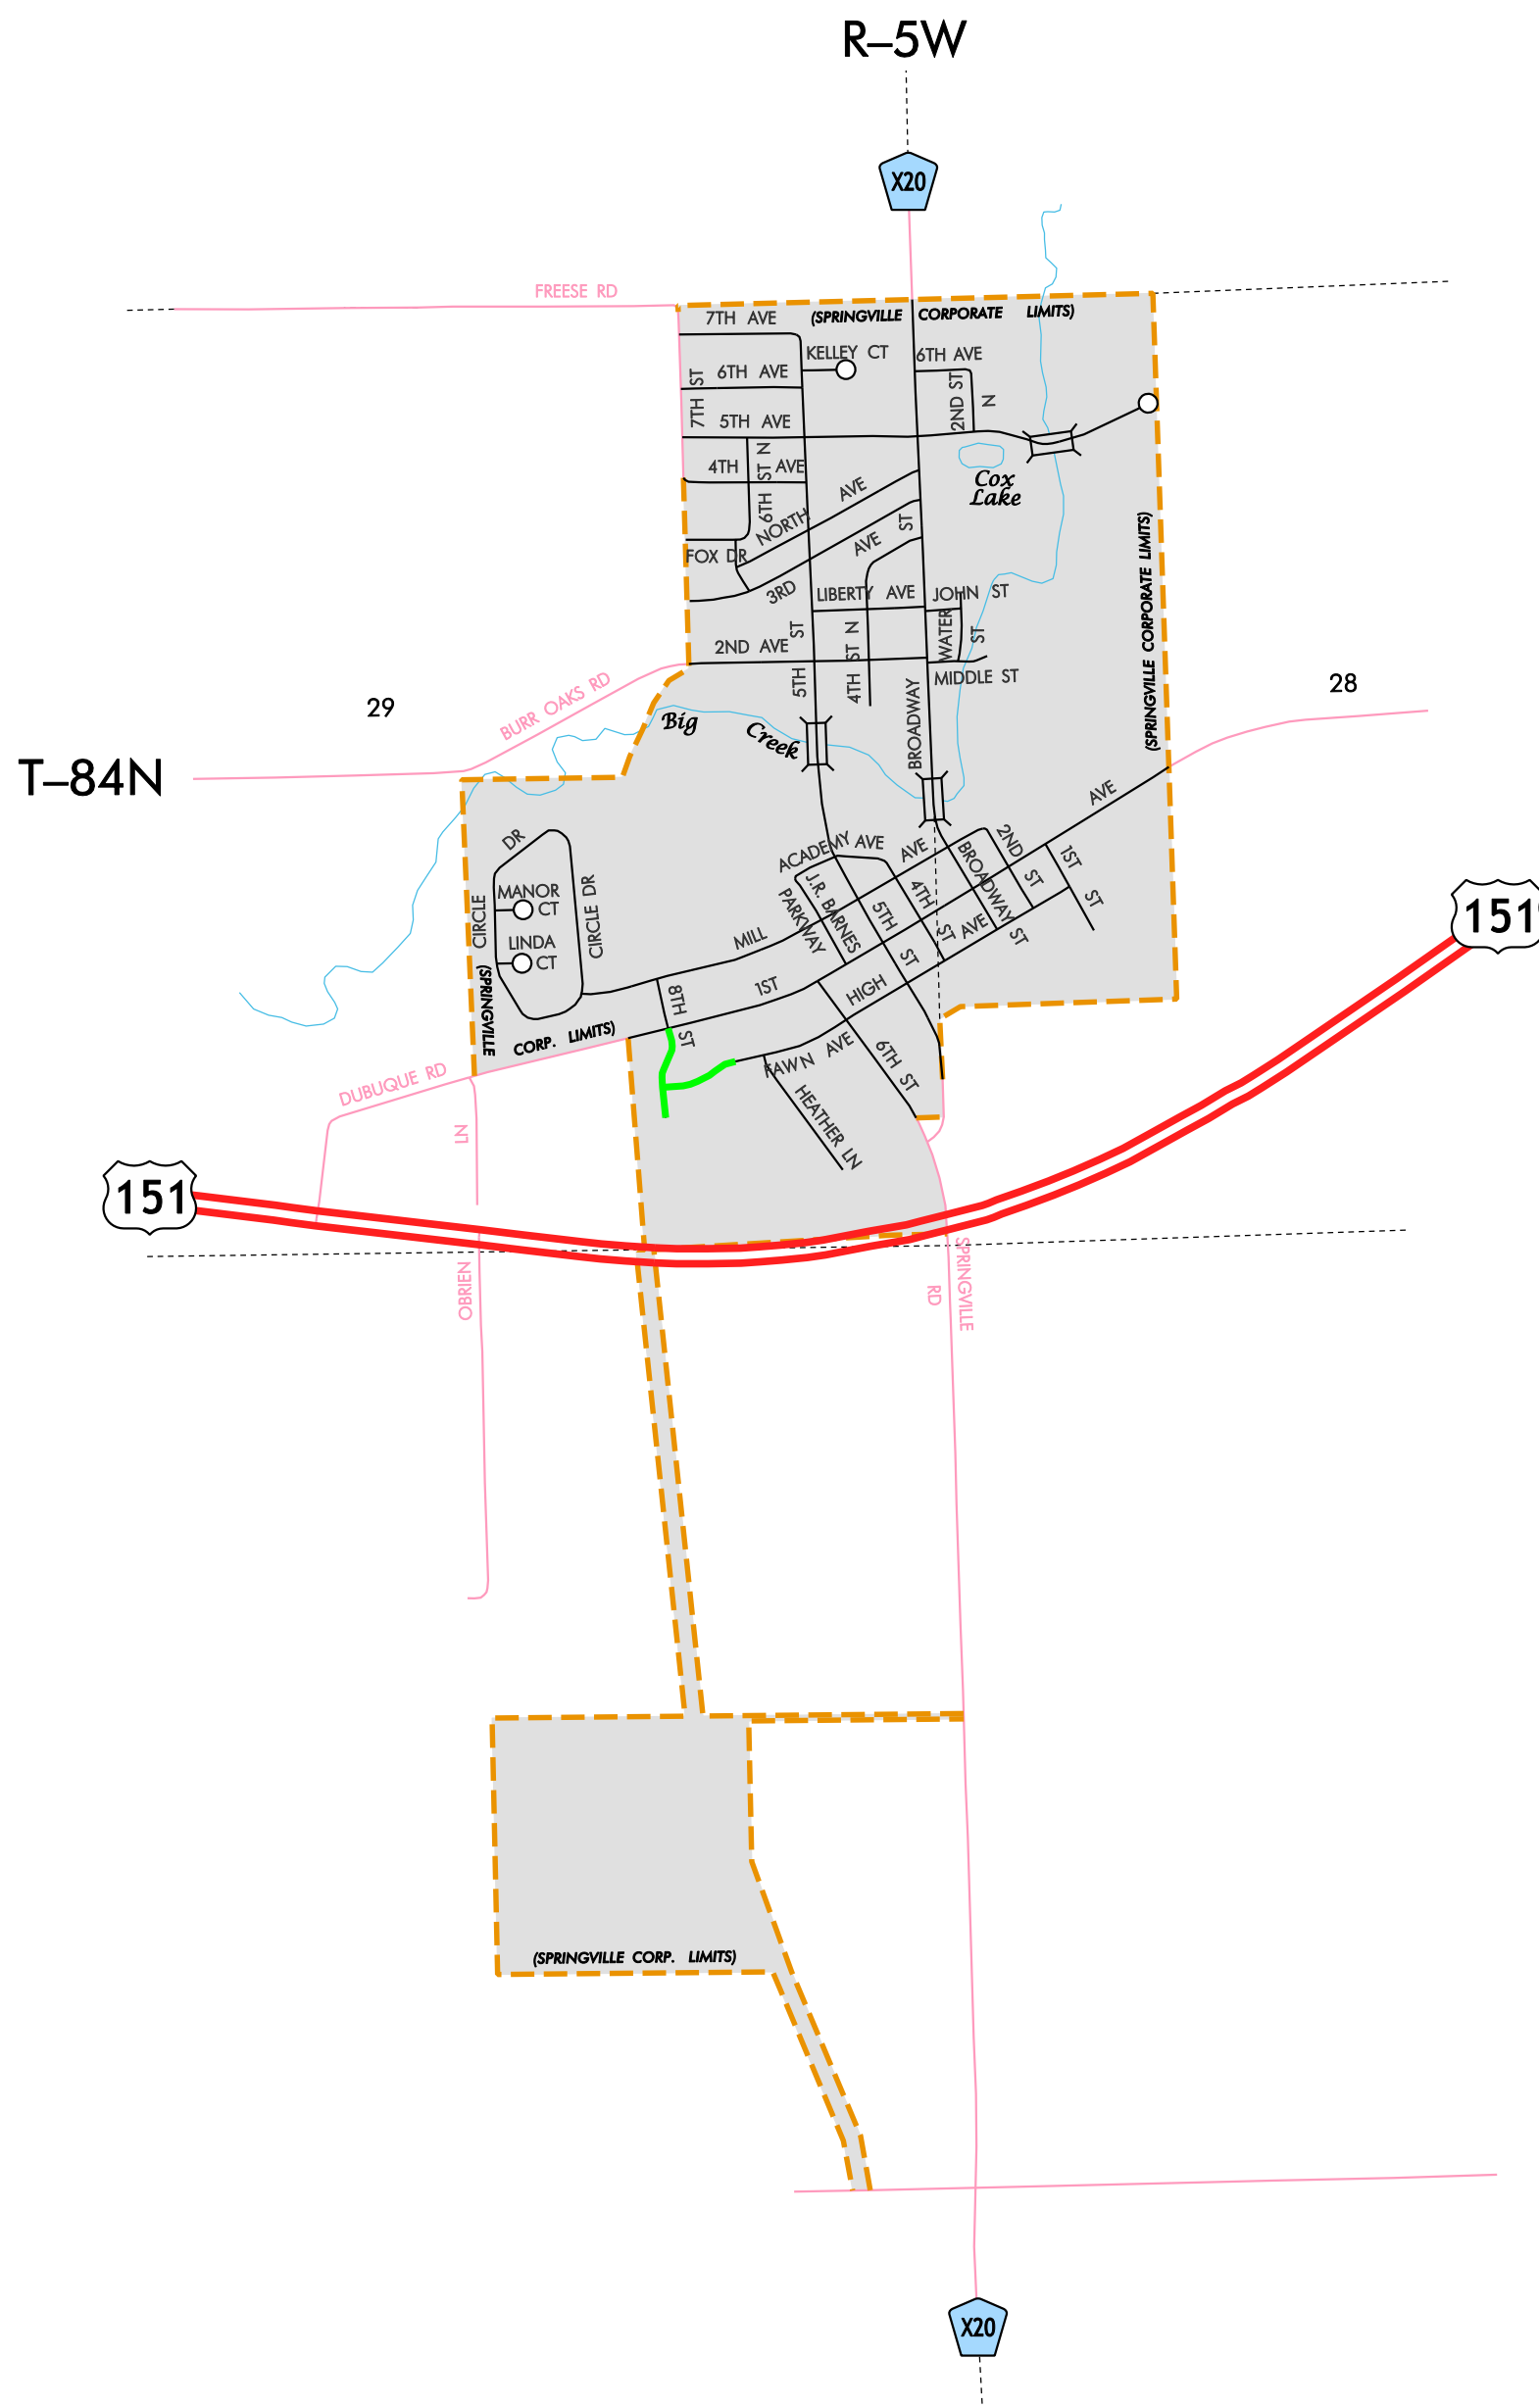 R–5W
X20
FREESE RD
7TH AVE
(SPRINGVILLE CORPORATE LIMITS)
KELLEY CT
6TH AVE
6TH AVE
7TH ST
2ND ST N
5TH AVE
4TH AVE
6TH ST N
Cox
Lake
NORTH AVE
FOX DR
3RD AVE
(SPRINGVILLE CORPORATE LIMITS)
LIBERTY AVE
JOHN ST
WATER ST
2ND AVE
5TH ST
4TH ST N
MIDDLE ST
BROADWAY ST
29
28
BURR OAKS RD
Big Creek
T–84N
AVE
CIRCLE DR
MANOR
CT
LINDA
CT
CIRCLE DR
ACADEMY AVE
J.R. BARNES
PARKWAY
MILL AVE
BROADWAY ST
2ND ST
1ST ST
4TH ST
5TH ST
151
1ST
HIGH AVE
8TH ST
(SPRINGVILLE CORP. LIMITS)
FAWN AVE
6TH ST
HEATHER LN
DUBUQUE RD
151
OBRIEN LN
SPRINGVILLE RD
(SPRINGVILLE CORP. LIMITS)
X20